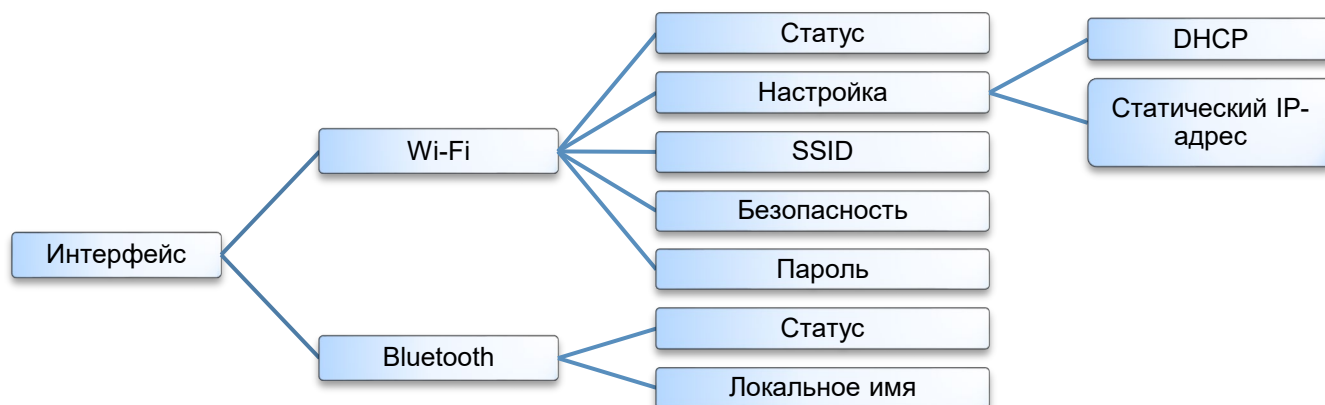 Статус
DHCP
Настройка
Статический IP-
адрес
Wi-Fi
SSID
Безопасность
Интерфейс
Пароль
Статус
Bluetooth
Локальное имя